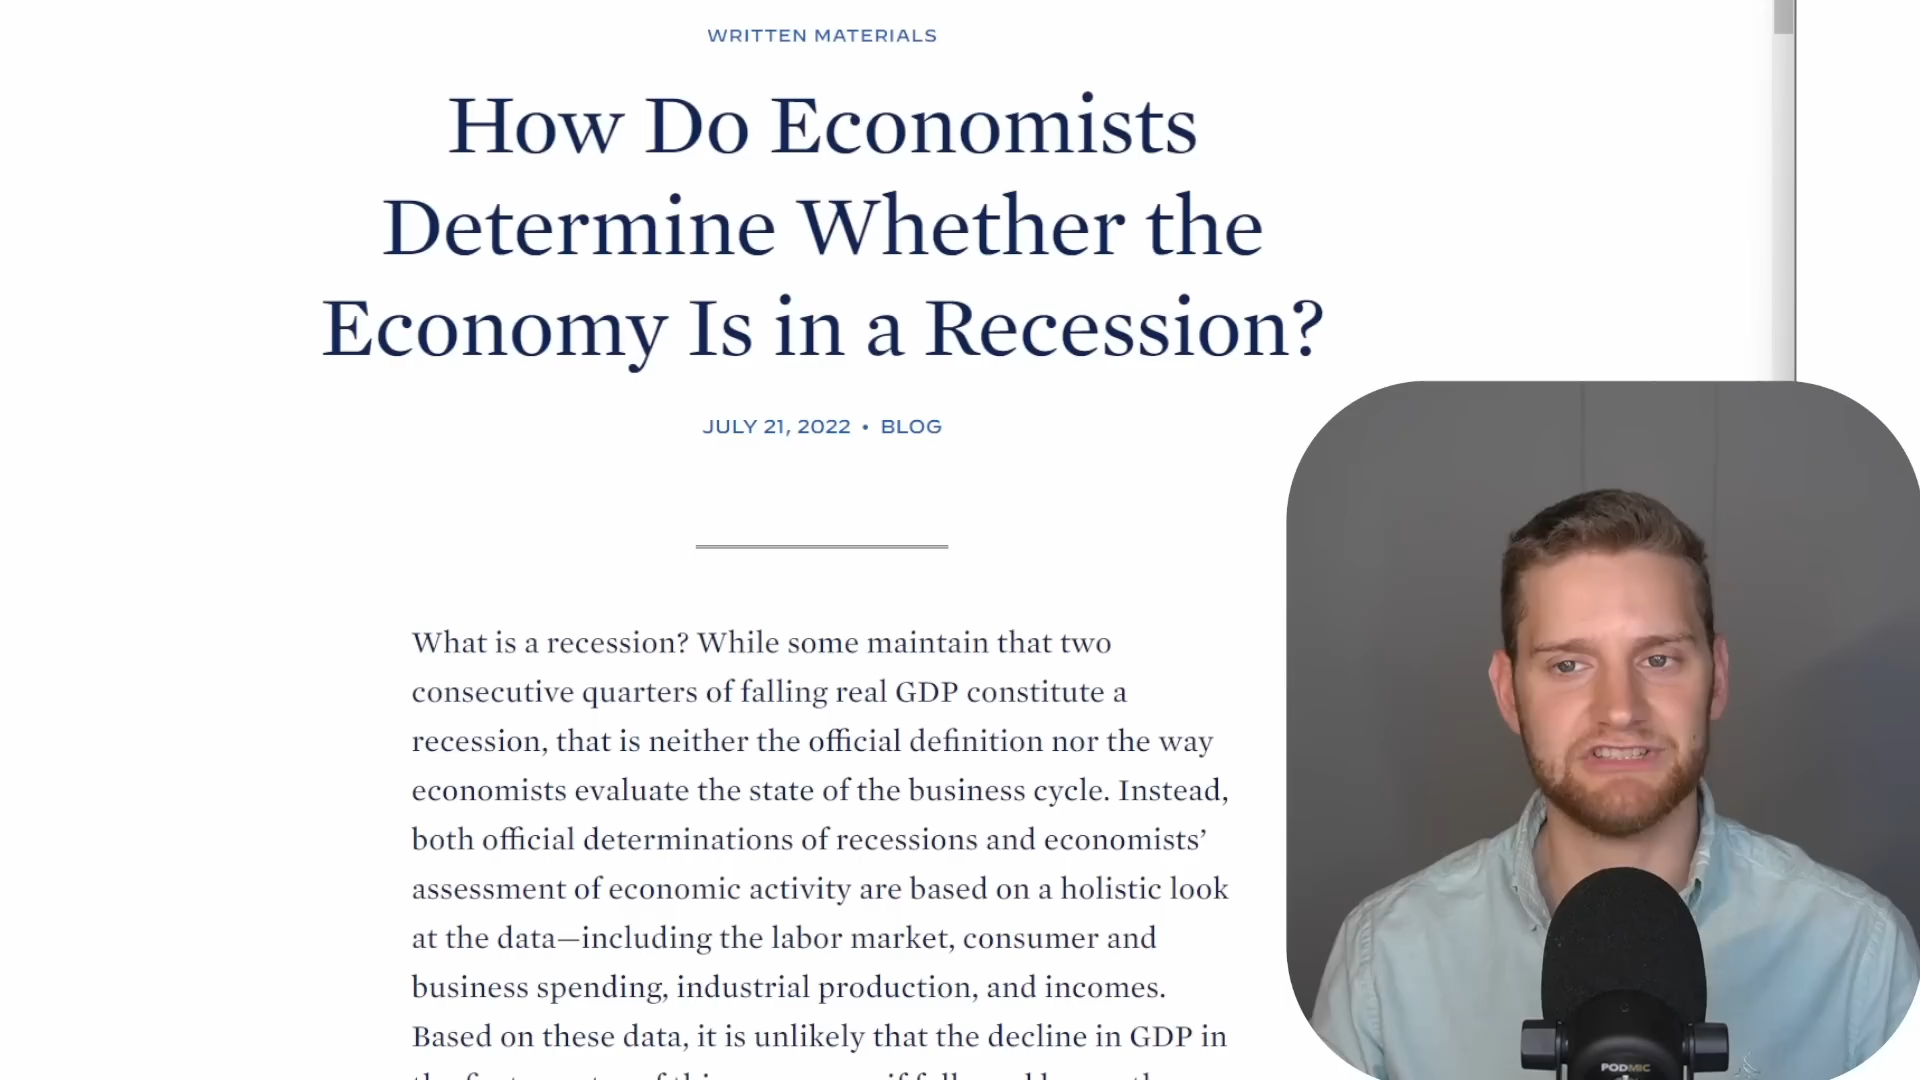 WRITTEN MATERIALS
How Do Economists
Determine Whether the
Economy Is in a Recession?
JULY 21, 2022 • BLOG
What is a recession? While some maintain that two
consecutive quarters of falling real GDP constitute a
recession, that is neither the official definition nor the way
economists evaluate the state of the business cycle. Instead,
both official determinations of recessions and economists’
assessment of economic activity are based on a holistic look
at the data—including the labor market, consumer and
business spending, industrial production, and incomes.
Based on these data, it is unlikely that the decline in GDP in
PODMIC